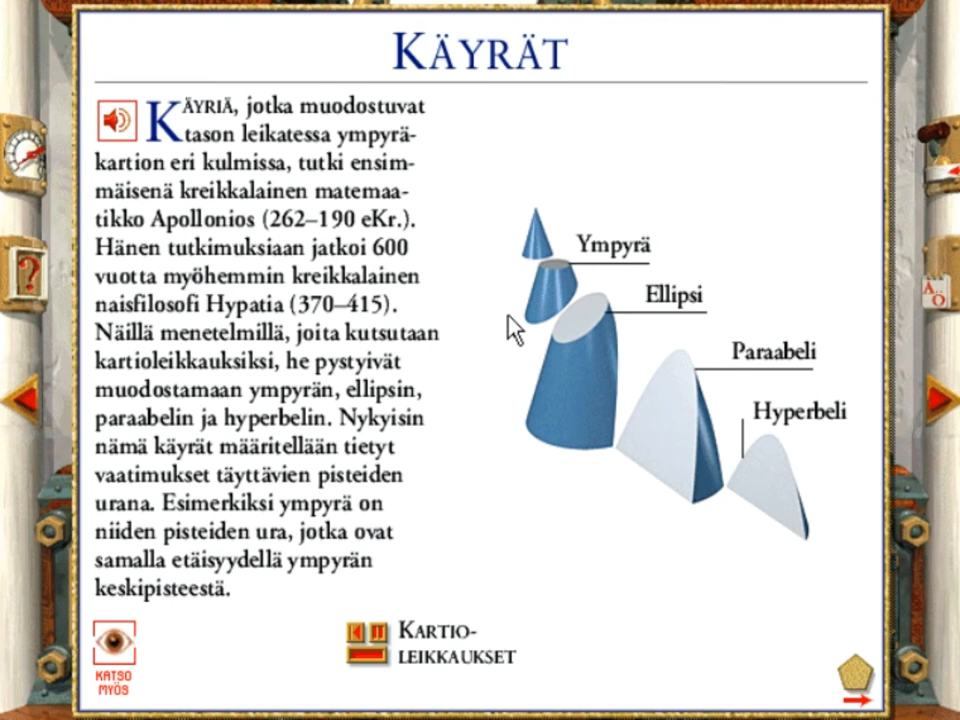 KÄYRÄT
KÄYRIÄ, jotka muodostuvat
tason leikatessa ympyrä-
kartion eri kulmissa, tutki ensim-
mäisenä kreikkalainen matemaa-
tikko Apollonios (262–190 eKr.).
Hänen tutkimuksiaan jatkoi 600
vuotta myöhemmin kreikkalainen
naisfilosofi Hypatia (370–415).
Näillä menetelmillä, joita kutsutaan
kartioleikkauksiksi, he pystyivät
muodostamaan ympyrän, ellipsin,
paraabelin ja hyperbelin. Nykyisin
nämä käyrät määritellään tietyt
vaatimukset täyttävien pisteiden
urana. Esimerkiksi ympyrä on
niiden pisteiden ura, jotka ovat
samalla etäisyydellä ympyrän
keskipisteestä.
Ympyrä
Ellipsi
Paraabeli
Hyperbeli
KATSO
MYÖS
KARTIO-
LEIKKAUKSET
?
A..Ö